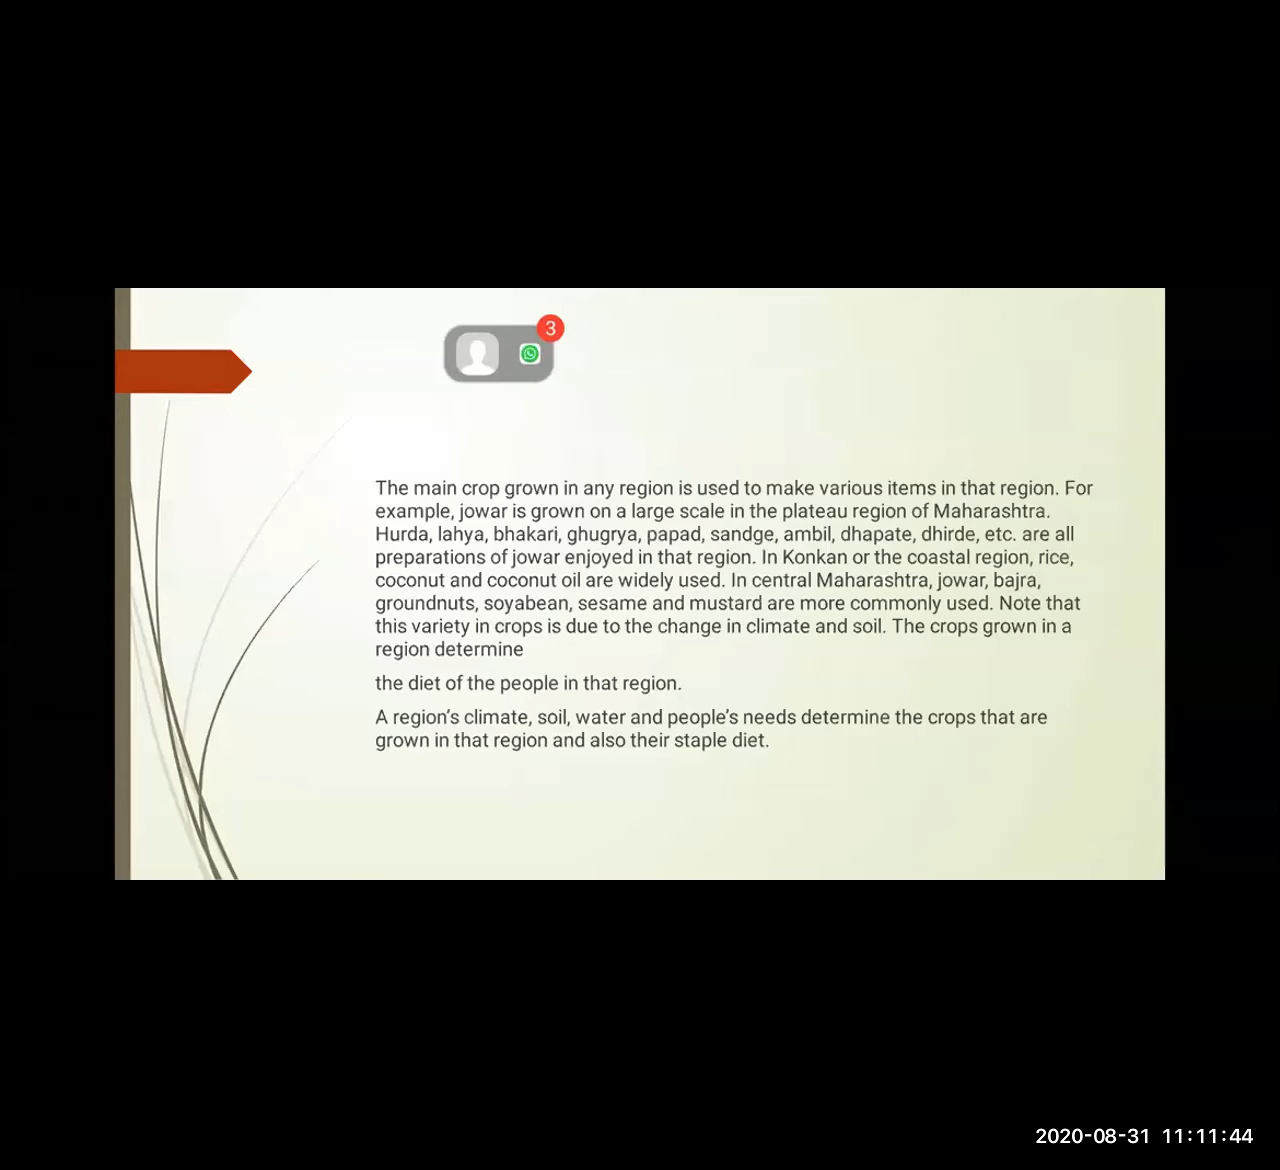 3
The main crop grown in any region is used to make various items in that region. For
example, jowar is grown on a large scale in the plateau region of Maharashtra.
Hurda, lahya, bhakari, ghugrya, papad, sandge, ambil, dhapate, dhirde, etc. are all
preparations of jowar enjoyed in that region. In Konkan or the coastal region, rice,
coconut and coconut oil are widely used. In central Maharashtra, jowar, bajra,
groundnuts, soyabean, sesame and mustard are more commonly used. Note that
this variety in crops is due to the change in climate and soil. The crops grown in a
region determine
the diet of the people in that region.
A region’s climate, soil, water and people’s needs determine the crops that are
grown in that region and also their staple diet.
2020-08-31 11:11:44